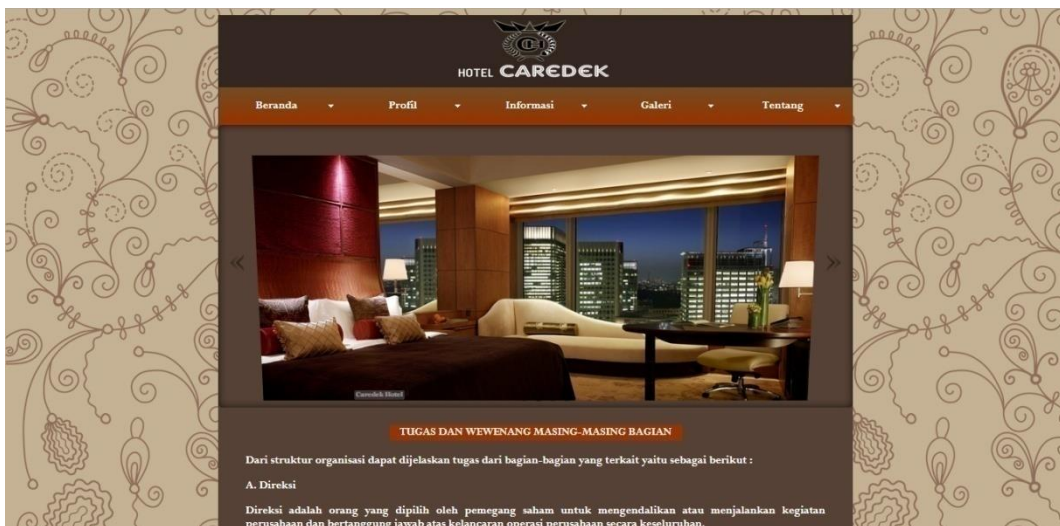 HOTEL CAREDEK
Beranda Profil Informasi Galeri Tentang
Caredek Hotel
TUGAS DAN WEWENANG MASING-MASING BAGIAN
Dari struktur organisasi dapat dijelaskan tugas dari bagian-bagian yang terkait yaitu sebagai berikut :
A. Direksi
Direksi adalah orang yang dipilih oleh pemegang saham untuk mengendalikan atau menjalankan kegiatan
perusahaan dan bertanggung jawab atas kelancaran operasi perusahaan secara keseluruhan.